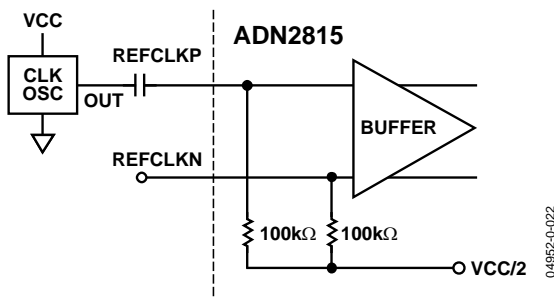 VCC
ADN2815
REFCLKP
CLK
OSC
OUT
BUFFER
REFCLKN
100kΩ 100kΩ
VCC/2
04952-0-022